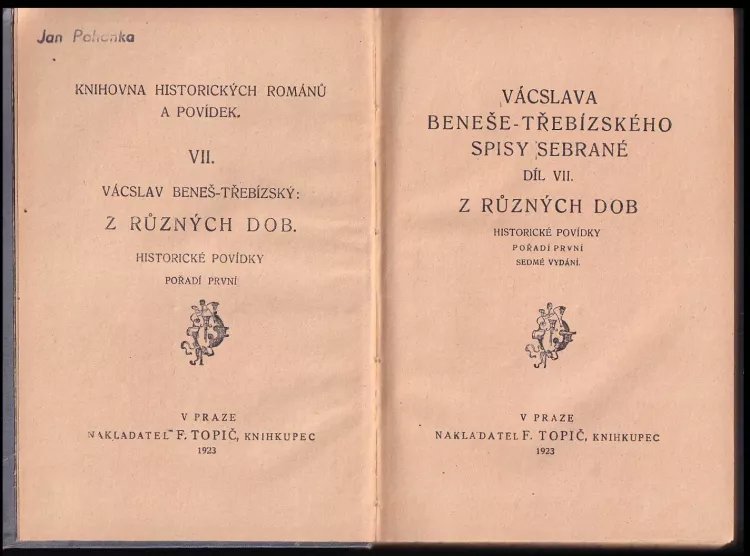 Jan Pohanka
KNIHOVNA HISTORICKÝCH ROMÁNŮ
A POVÍDEK.
VII.
VÁCSLAV BENEŠ-TŘEBÍZSKÝ:
Z RŮZNÝCH DOB.
HISTORICKÉ POVÍDKY
POŘADÍ PRVNÍ
V PRAZE
NAKLADATEL F. TOPIČ, KNIHKUPEC
1923
VÁCSLAVA
BENEŠE-TŘEBÍZSKÉHO
SPISY SEBRANÉ
DÍL VII.
Z RŮZNÝCH DOB
HISTORICKÉ POVÍDKY
POŘADÍ PRVNÍ
SEDMÉ VYDÁNÍ.
V PRAZE
NAKLADATEL F. TOPIČ, KNIHKUPEC
1923